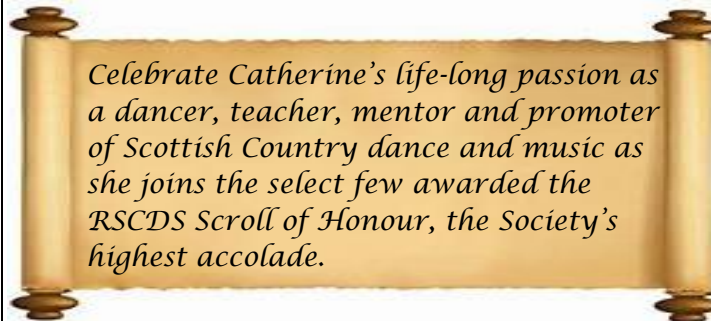 Celebrate Catherine’s life-long passion as
a dancer, teacher, mentor and promoter
of Scottish Country dance and music as
she joins the select few awarded the
RSCDS Scroll of Honour, the Society’s
highest accolade.